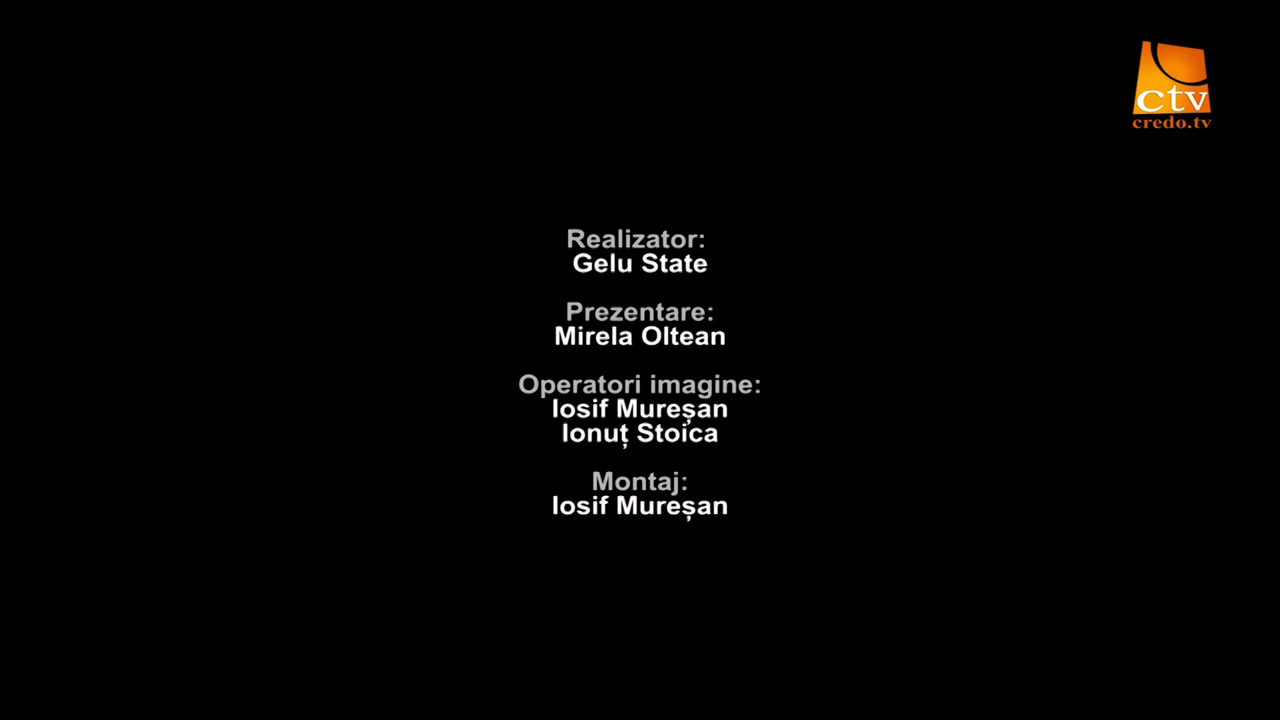 ctv
credo.tv
Realizator:
Gelu State
Prezentare:
Mirela Oltean
Operatori imagine:
Iosif Mureșan
Ionuț Stoica
Montaj:
Iosif Mureșan